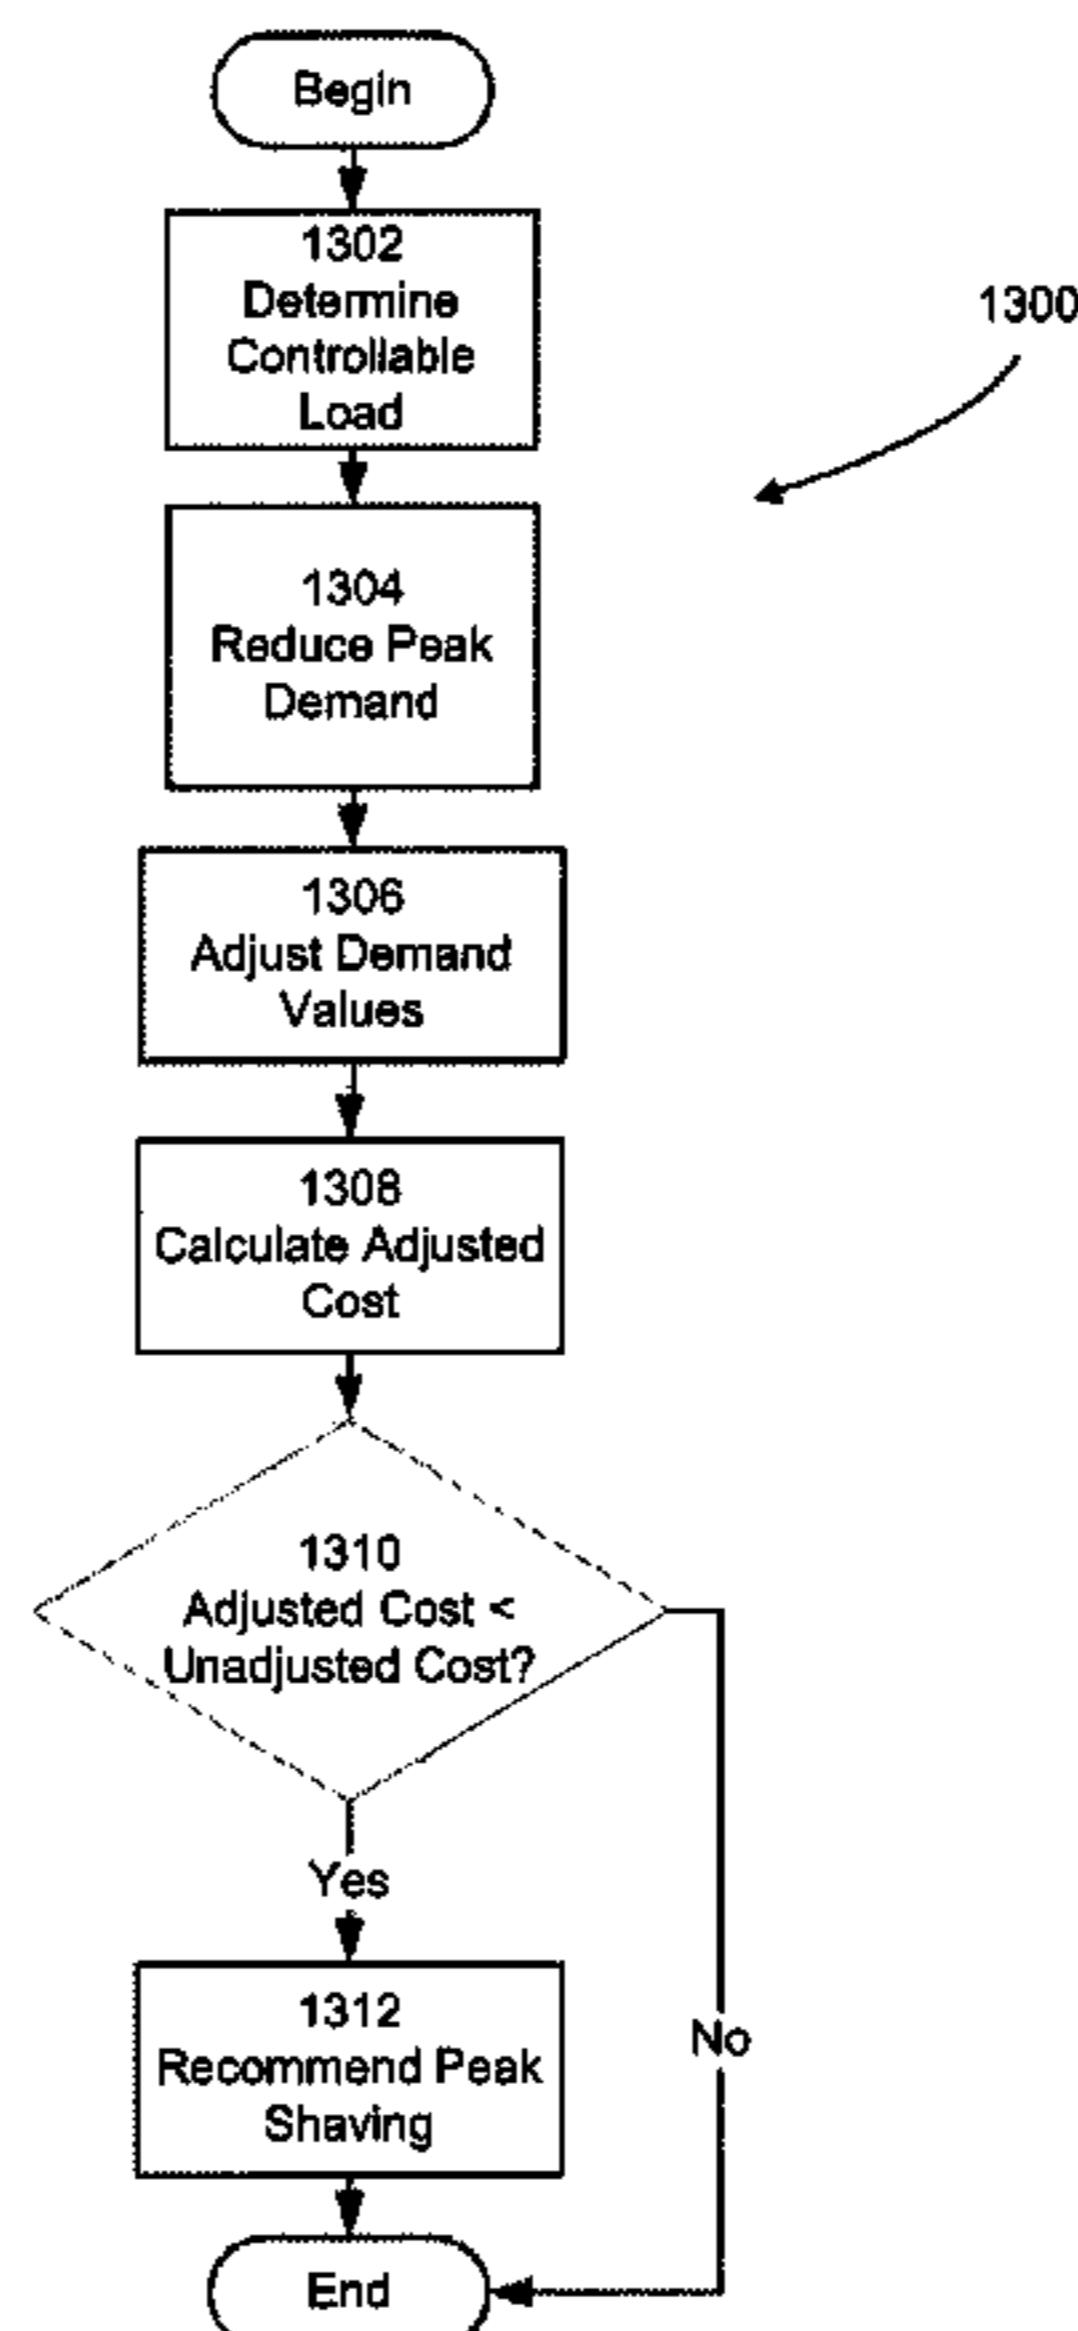 Begin
1302
Determine
Controllable
Load
1300
1304
Reduce Peak
Demand
1306
Adjust Demand
Values
1308
Calculate Adjusted
Cost
1310
Adjusted Cost <
Unadjusted Cost?
Yes
1312
Recommend Peak
Shaving
No
End